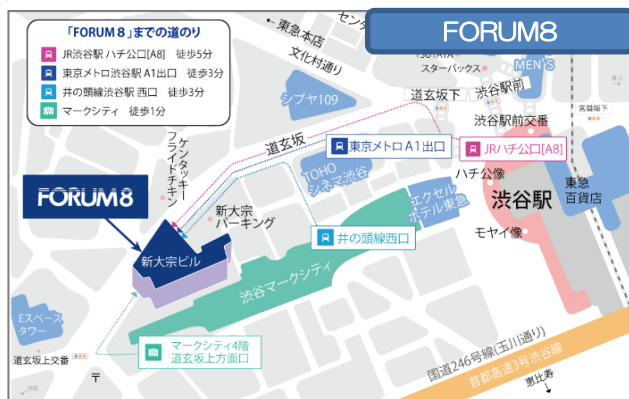 「FORUM8」までの道のり
JR渋谷駅 ハチ公口[A8] 徒歩5分
東京メトロ渋谷駅 A1出口 徒歩3分
井の頭線渋谷駅 西口 徒歩3分
マークシティ 徒歩1分
FORUM8
←東急本店
文化村通り
センタ
スターバックス
MEN'S
シブヤ109
道玄坂下
渋谷駅前
宮益坂下
渋谷駅前交番
道玄坂
東京メトロ A1出口
JRハチ公口[A8]
ケンタッキー
フライドチキン
TOHO
シネマ渋谷
ハチ公像
渋谷駅
東急
百貨店
エクセル
ホテル東急
FORUM8
新大宗
パーキング
井の頭線西口
モヤイ像
新大宗ビル
渋谷マークシティ
Eスペース
タワー
マークシティ4階
道玄坂上方面口
道玄坂上交番
〒
国道246号線(玉川通り)
首都高速3号渋谷線
恵比寿